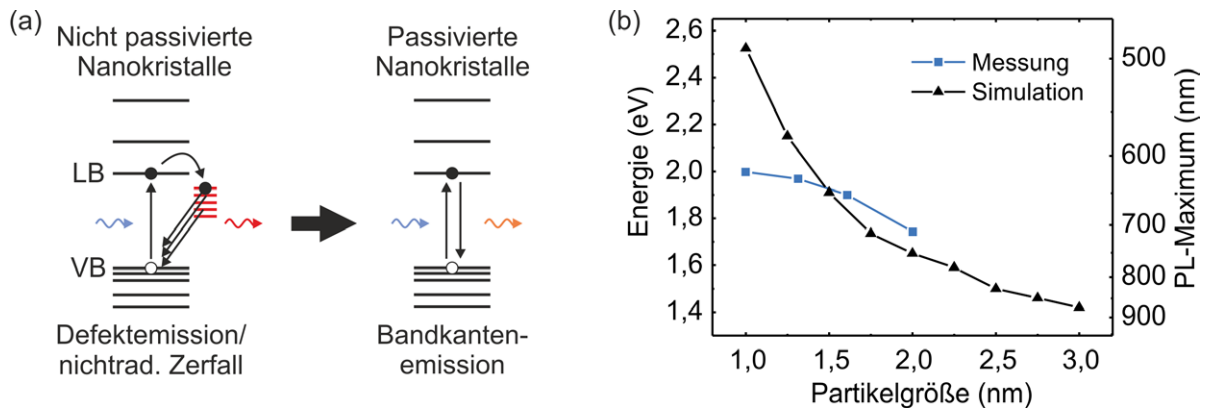 (a)
Nicht passivierte
Nanokristalle
Passivierte
Nanokristalle
LB
VB
Defektemission/
nichtrad. Zerfall
Bandkanten-
emission
(b)
Energie (eV)
2,6
2,4
2,2
2,0
1,8
1,6
1,4
Messung
Simulation
500
600
700
800
900
PL-Maximum (nm)
1,0 1,5 2,0 2,5 3,0
Partikelgröße (nm)